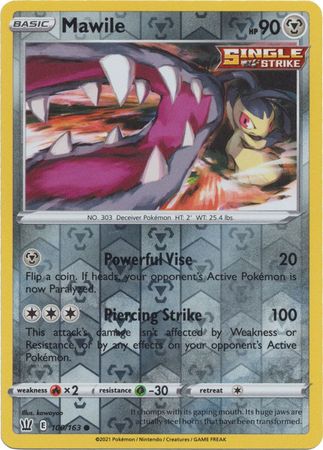 BASIC
Mawile
HP 90
SINGLE
STRIKE
NO. 303 Deceiver Pokémon HT: 2' WT: 25.4 lbs.
Powerful Vise 20
Flip a coin. If heads, your opponent's Active Pokémon is
now Paralyzed.
Piercing Strike 100
This attack's damage isn't affected by Weakness or
Resistance, or by any effects on your opponent's Active
Pokémon.
weakness ×2 resistance -30 retreat
Illus. kawayoo
E 100/163
It chomps with its gaping mouth. Its huge jaws are
actually steel horns that have been transformed.
©2021 Pokémon / Nintendo / Creatures / GAME FREAK